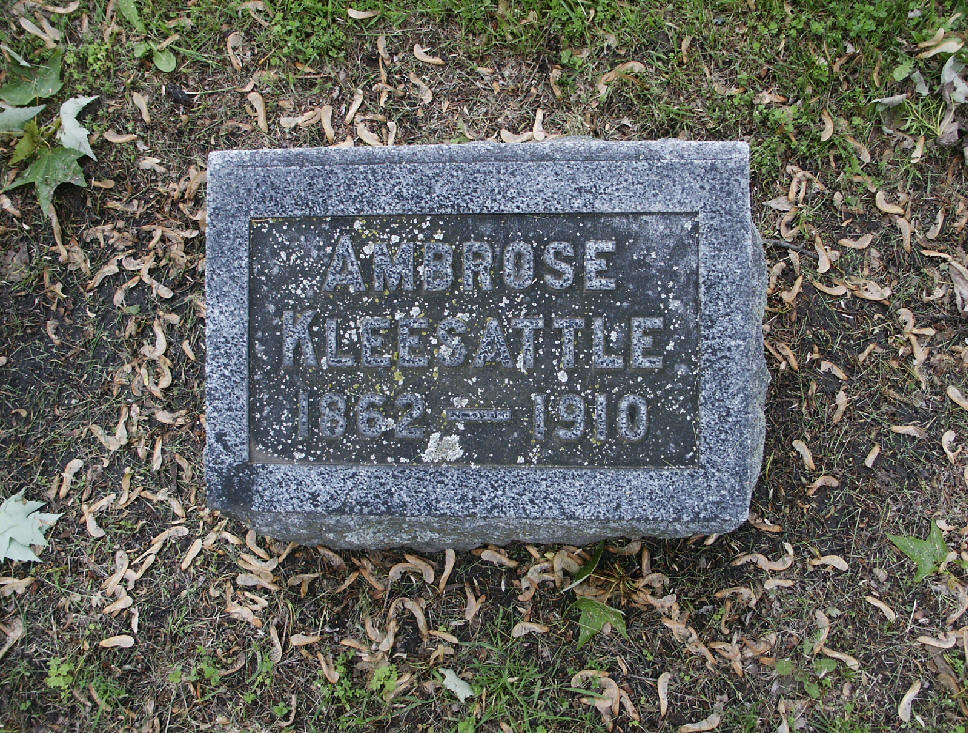 AMBROSE
KLEESATTLE
1862 — 1910